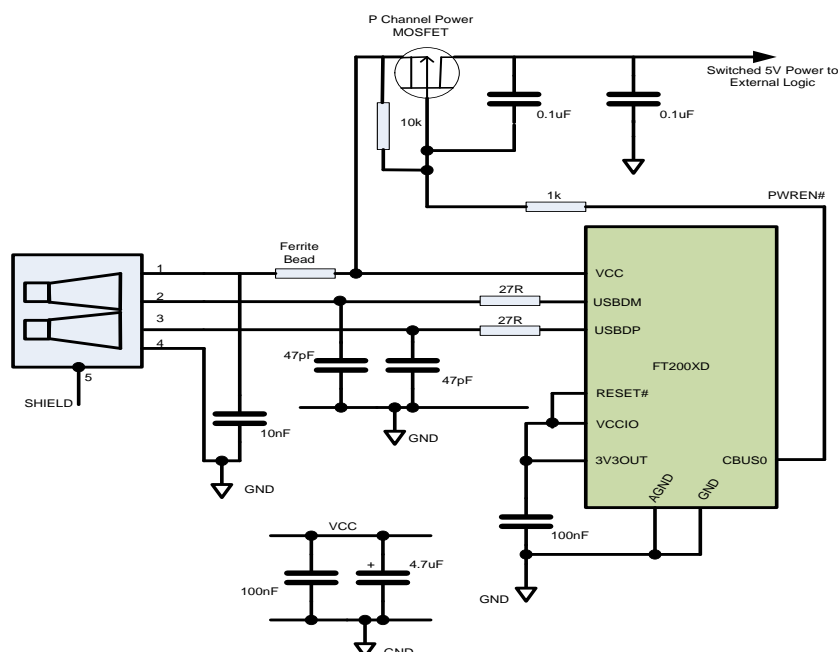 P Channel Power
MOSFET
Switched 5V Power to
External Logic
10k
0.1uF
0.1uF
1k
PWREN#
Ferrite
Bead
1
2
3
4
5
SHIELD
27R
27R
VCC
USBDM
USBDP
FT200XD
47pF
47pF
RESET#
VCCIO
3V3OUT
CBUS0
AGND
GND
10nF
GND
GND
100nF
VCC
+
4.7uF
100nF
GND
GND